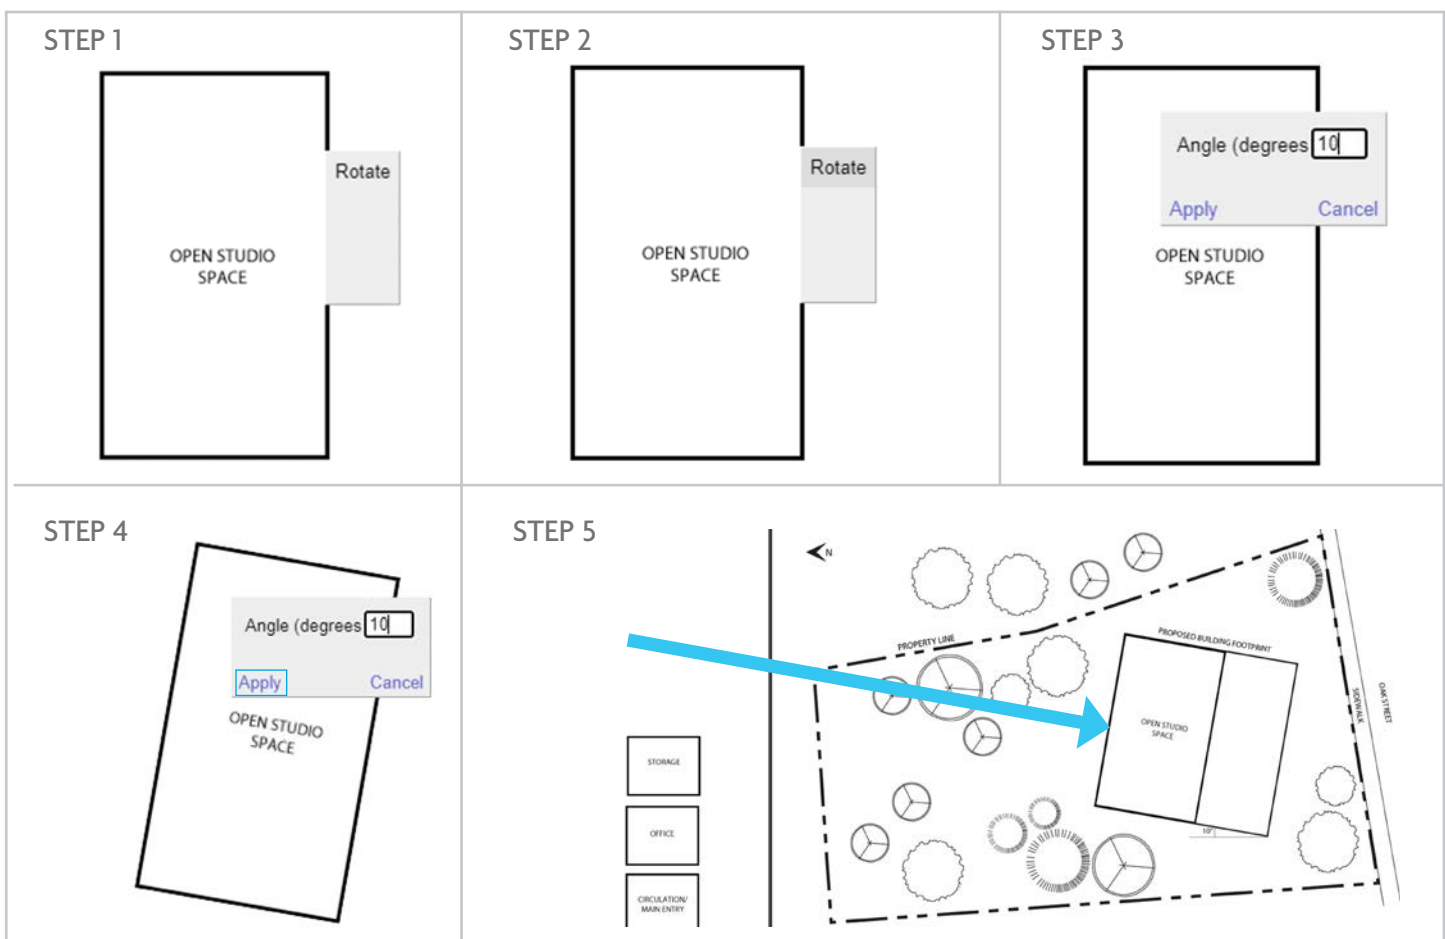 STEP 1
Rotate
OPEN STUDIO
SPACE
STEP 2
Rotate
OPEN STUDIO
SPACE
STEP 3
Angle (degrees 10
Apply Cancel
OPEN STUDIO
SPACE
STEP 4
Angle (degrees 10
Apply Cancel
OPEN STUDIO
SPACE
STEP 5
N
PROPERTY LINE
PROPOSED BUILDING FOOTPRINT
OPEN STUDIO
SPACE
SIDEWALK
OAK STREET
10°
STORAGE
OFFICE
CIRCULATION/
MAIN ENTRY